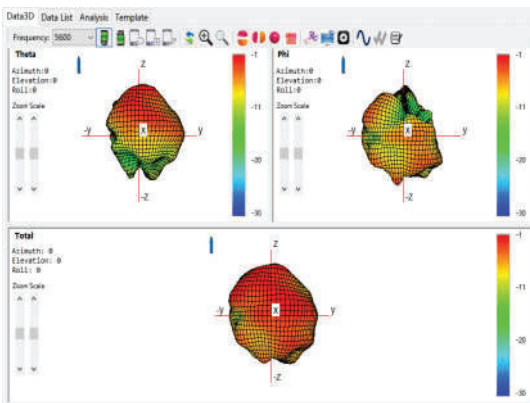 Data3D Data List Analysis Template
Frequency: 5600
Theta
Azimuth:0
Elevation:0
Roll:0
Zoom Scale
z
-y
x
y
-z
-1
-11
-20
-30
Phi
Azimuth:0
Elevation:0
Roll:0
Zoom Scale
z
-y
x
y
-z
-1
-11
-20
-30
Total
Azimuth: 0
Elevation: 0
Roll: 0
Zoom Scale
z
-y
x
y
-z
-1
-11
-20
-30